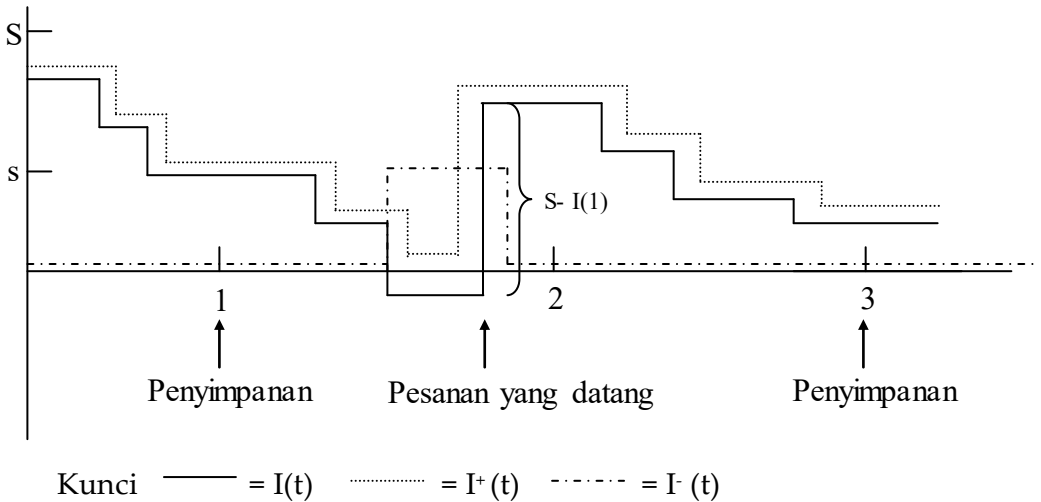 S
s
S- I(1)
1 2 3
Penyimpanan Pesanan yang datang Penyimpanan
Kunci = I(t) = I⁺ (t) = I⁻ (t)